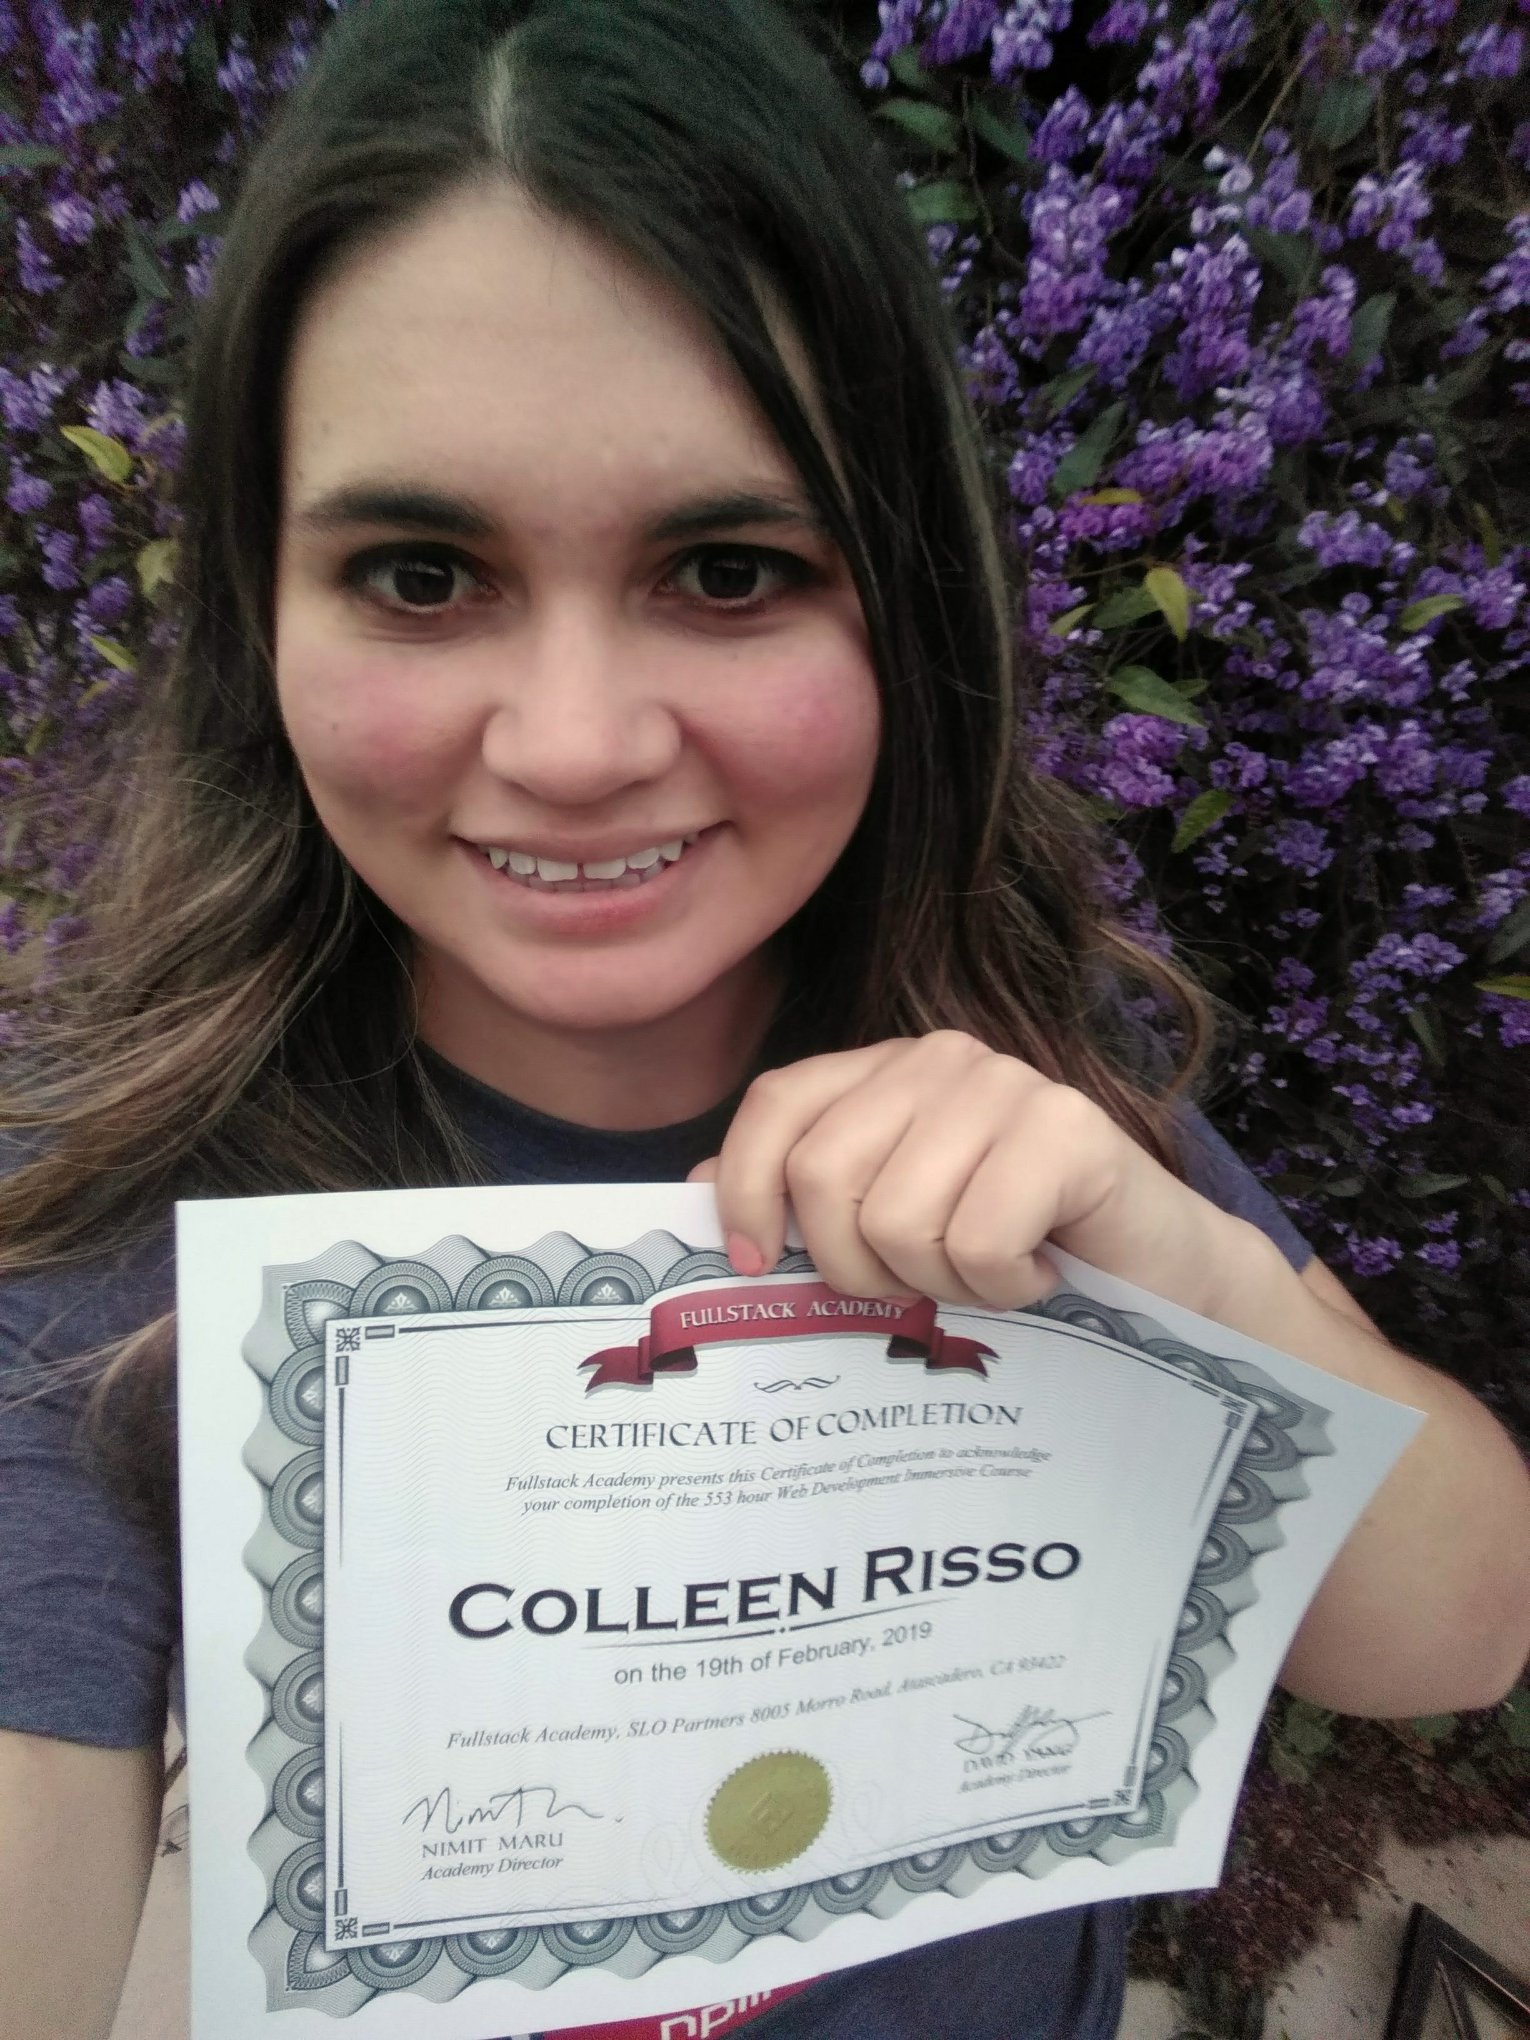 FULLSTACK ACADEMY
CERTIFICATE OF COMPLETION
Fullstack Academy presents this Certificate of Completion to acknowledge
your completion of the 553 hour Web Development Immersive Course
COLLEEN RISSO
on the 19th of February, 2019
Fullstack Academy, SLO Partners 8005 Morro Road, Atascadero, CA 93422
NIMIT MARU
Academy Director
DAVID YANG
Academy Director
npm